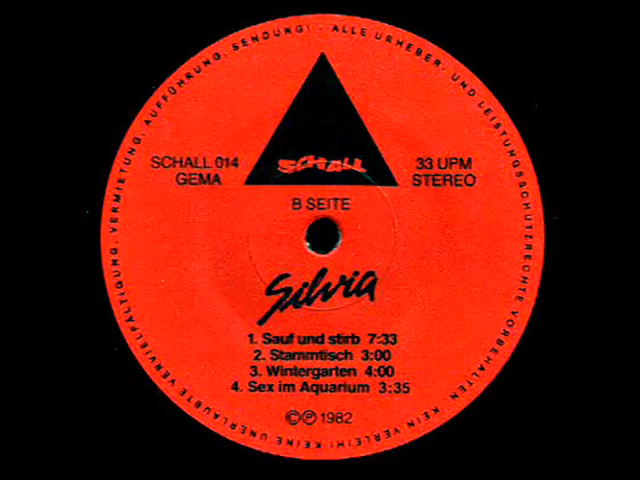 ALLE URHEBER- UND LEISTUNGSSCHUTZRECHTE VORBEHALTEN. KEIN VERLEIH! KEINE UNERLAUBTE VERVIELFÄLTIGUNG, VERMIETUNG, AUFFÜHRUNG, SENDUNG! -
SCHALL
SCHALL 014
GEMA
33 UPM
STEREO
B SEITE
Silvia
1. Sauf und stirb 7:33
2. Stammtisch 3:00
3. Wintergarten 4:00
4. Sex im Aquarium 3:35
©℗ 1982